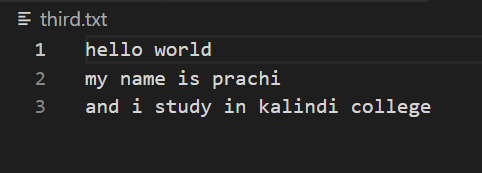 third.txt
1 hello world
2 my name is prachi
3 and i study in kalindi college